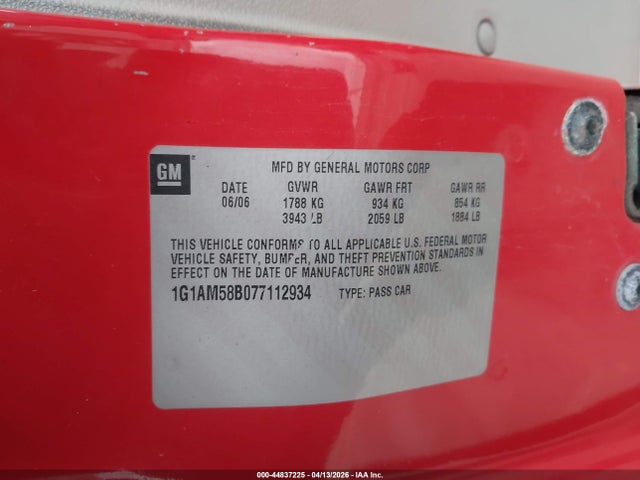 GM
MFD BY GENERAL MOTORS CORP
DATE GVWR GAWR FRT GAWR RR
06/06 1788 KG 934 KG 854 KG
3943 LB 2059 LB 1884 LB
THIS VEHICLE CONFORMS TO ALL APPLICABLE U.S. FEDERAL MOTOR
VEHICLE SAFETY, BUMPER, AND THEFT PREVENTION STANDARDS IN
EFFECT ON THE DATE OF MANUFACTURE SHOWN ABOVE.
1G1AM58B077112934 TYPE: PASS CAR
000-44837225 - 04/13/2026 - IAA Inc.